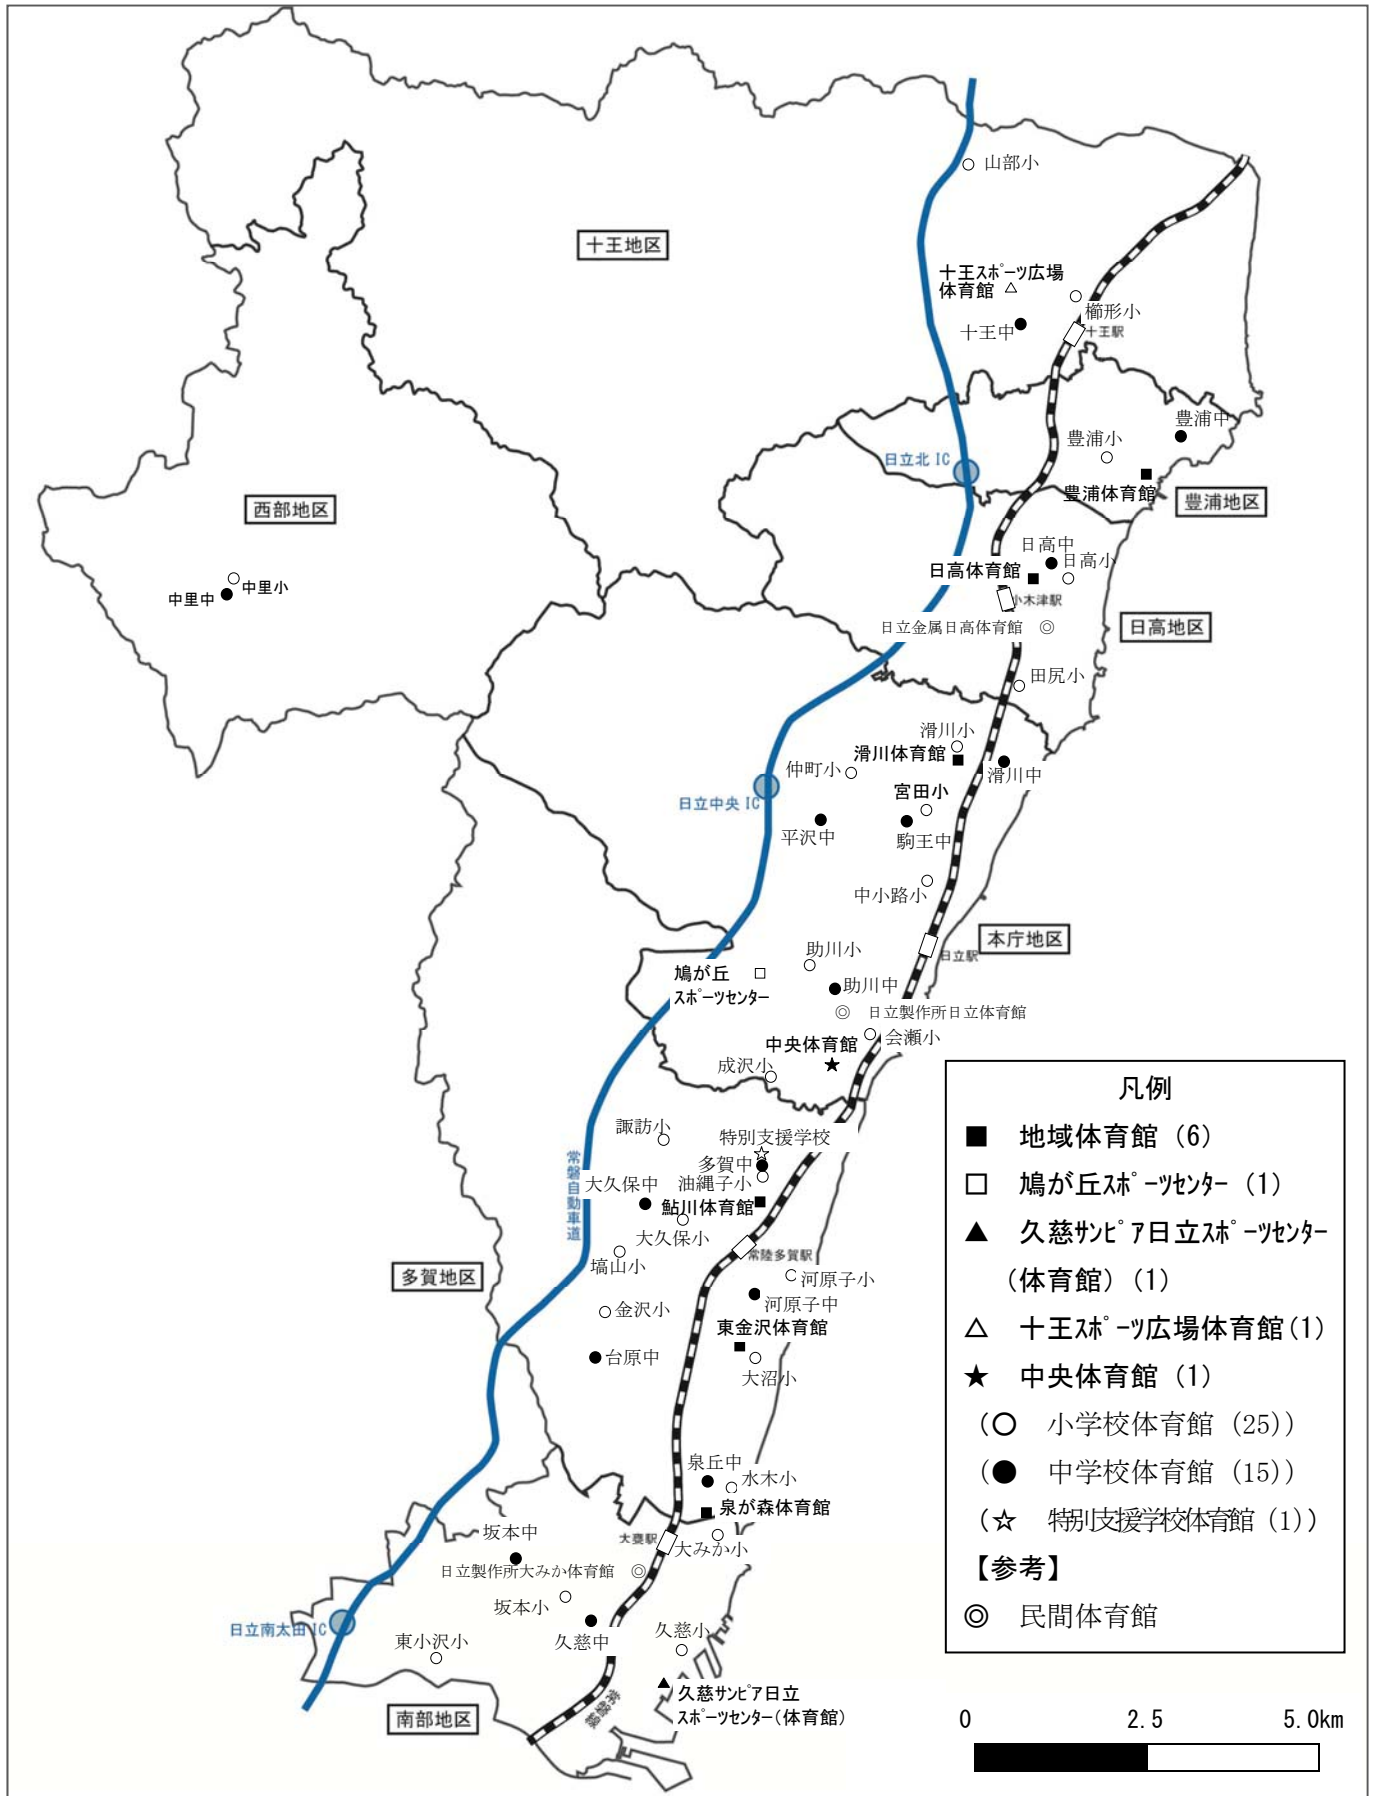 山部小
十王地区
十王スポーツ広場
体育館
櫛形小
十王中
十王駅
豊浦中
豊浦小
日立北 IC
豊浦体育館
豊浦地区
西部地区
日高中
日高小
日高体育館
中里小
中里中
小木津駅
日立金属日高体育館
日高地区
田尻小
滑川小
滑川体育館
仲町小
滑川中
宮田小
日立中央 IC
平沢中
駒王中
中小路小
本庁地区
助川小
日立駅
鳩が丘
スポーツセンター
助川中
日立製作所日立体育館
中央体育館
会瀬小
成沢小
諏訪小
特別支援学校
多賀中
常磐自動車道
大久保中
油縄子小
鮎川体育館
大久保小
常陸多賀駅
塙山小
多賀地区
河原子小
金沢小
河原子中
東金沢体育館
台原中
大沼小
泉丘中
水木小
泉が森体育館
坂本中
大甕駅
大みか小
日立製作所大みか体育館
坂本小
日立南太田 IC
東小沢小
久慈中
久慈小
久慈サンピア日立
スポーツセンター(体育館)
常磐線
南部地区
凡例
■ 地域体育館 (6)
□ 鳩が丘スポーツセンター (1)
▲ 久慈サンピア日立スポーツセンター
(体育館) (1)
△ 十王スポーツ広場体育館(1)
★ 中央体育館 (1)
(○ 小学校体育館 (25))
(● 中学校体育館 (15))
(☆ 特別支援学校体育館 (1))
【参考】
◎ 民間体育館
0 2.5 5.0km